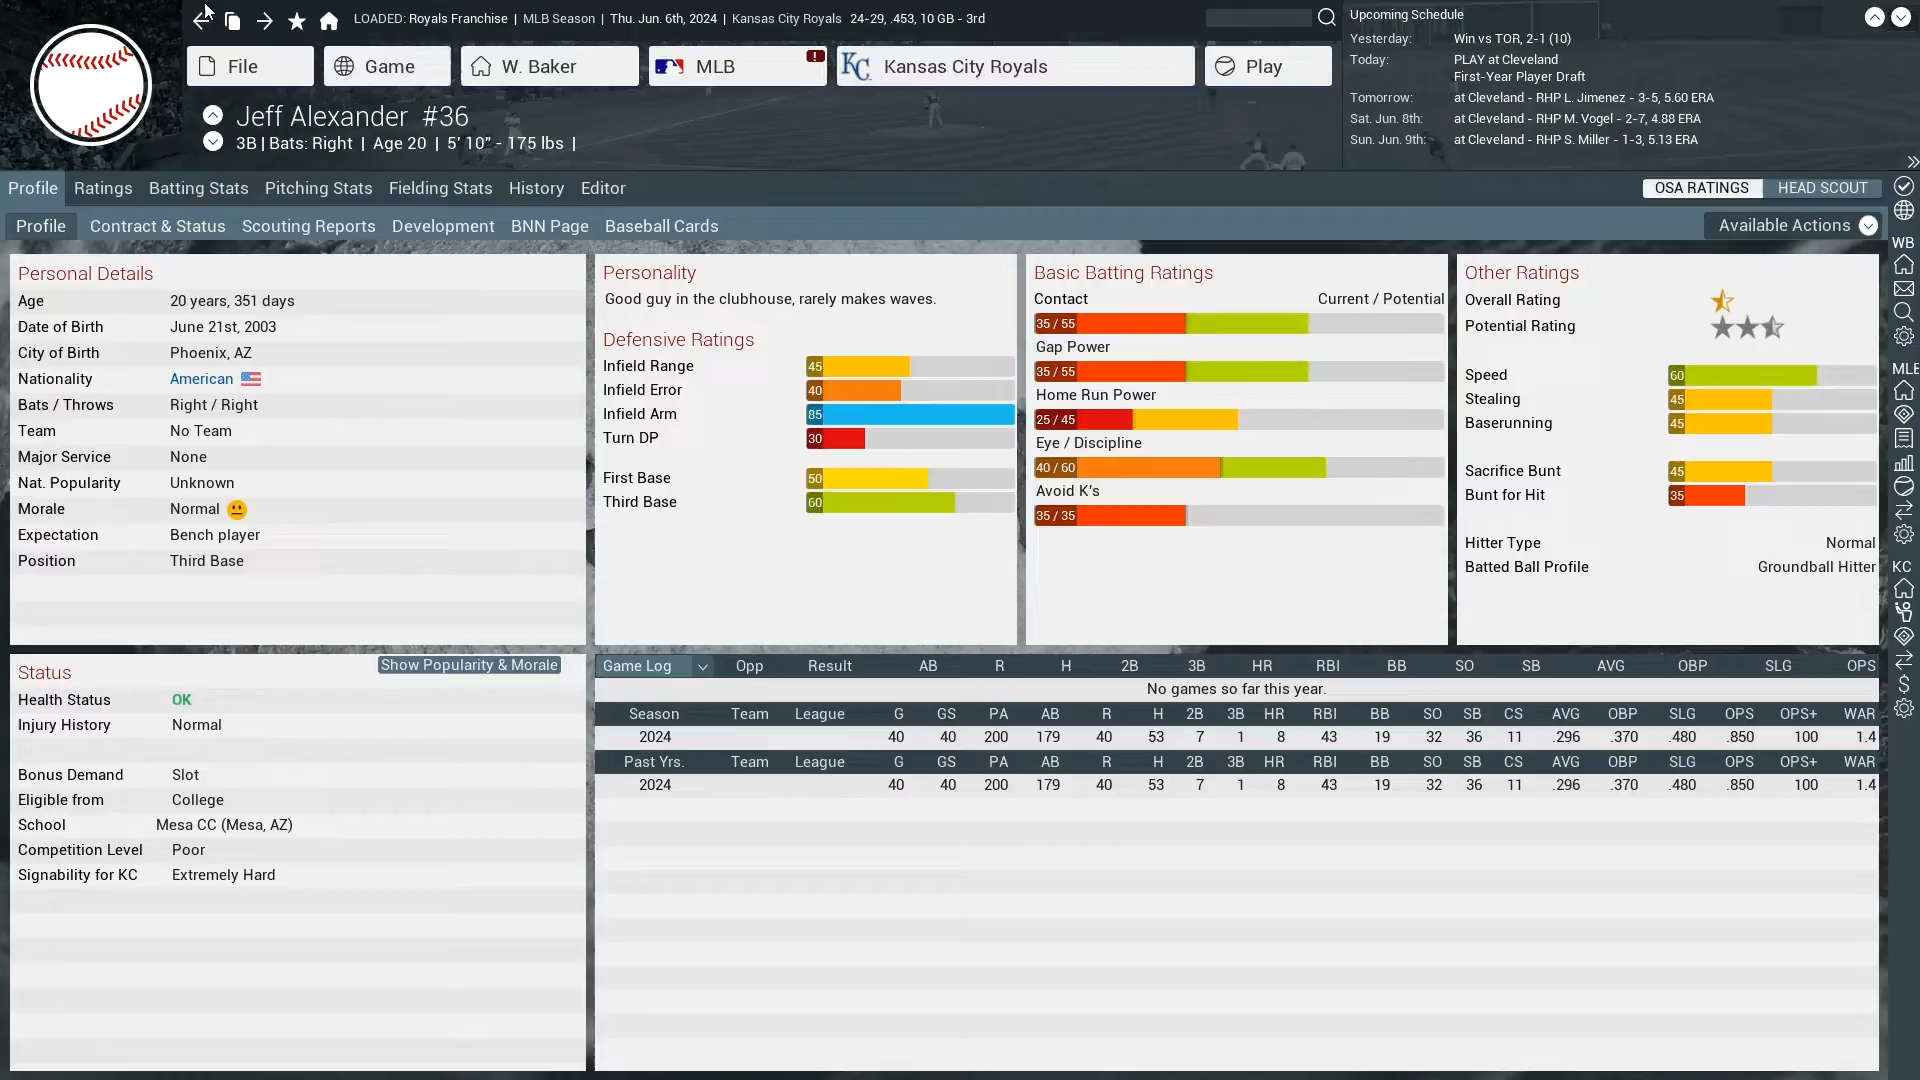 LOADED: Royals Franchise | MLB Season | Thu. Jun. 6th, 2024 | Kansas City Royals 24-29, .453, 10 GB - 3rd
File
Game
W. Baker
MLB
!
KC
Kansas City Royals
Play
Jeff Alexander #36
3B | Bats: Right | Age 20 | 5' 10" - 175 lbs |
Upcoming Schedule
Yesterday: Win vs TOR, 2-1 (10)
Today: PLAY at Cleveland
First-Year Player Draft
Tomorrow: at Cleveland - RHP L. Jimenez - 3-5, 5.60 ERA
Sat. Jun. 8th: at Cleveland - RHP M. Vogel - 2-7, 4.88 ERA
Sun. Jun. 9th: at Cleveland - RHP S. Miller - 1-3, 5.13 ERA
Profile Ratings Batting Stats Pitching Stats Fielding Stats History Editor
OSA RATINGS HEAD SCOUT
Profile Contract & Status Scouting Reports Development BNN Page Baseball Cards
Available Actions
Personal Details
Age 20 years, 351 days
Date of Birth June 21st, 2003
City of Birth Phoenix, AZ
Nationality American
Bats / Throws Right / Right
Team No Team
Major Service None
Nat. Popularity Unknown
Morale Normal
Expectation Bench player
Position Third Base
Personality
Good guy in the clubhouse, rarely makes waves.
Defensive Ratings
Infield Range 45
Infield Error 40
Infield Arm 85
Turn DP 30
First Base 50
Third Base 60
Basic Batting Ratings
Contact Current / Potential
35 / 55
Gap Power
35 / 55
Home Run Power
25 / 45
Eye / Discipline
40 / 60
Avoid K's
35 / 35
Other Ratings
Overall Rating
Potential Rating
Speed 60
Stealing 45
Baserunning 45
Sacrifice Bunt 45
Bunt for Hit 35
Hitter Type Normal
Batted Ball Profile Groundball Hitter
WB
MLB
KC
Status
Show Popularity & Morale
Health Status OK
Injury History Normal
Bonus Demand Slot
Eligible from College
School Mesa CC (Mesa, AZ)
Competition Level Poor
Signability for KC Extremely Hard
Game Log Opp Result AB R H 2B 3B HR RBI BB SO SB AVG OBP SLG OPS
No games so far this year.
Season Team League G GS PA AB R H 2B 3B HR RBI BB SO SB CS AVG OBP SLG OPS OPS+ WAR
2024 40 40 200 179 40 53 7 1 8 43 19 32 36 11 .296 .370 .480 .850 100 1.4
Past Yrs. Team League G GS PA AB R H 2B 3B HR RBI BB SO SB CS AVG OBP SLG OPS OPS+ WAR
2024 40 40 200 179 40 53 7 1 8 43 19 32 36 11 .296 .370 .480 .850 100 1.4